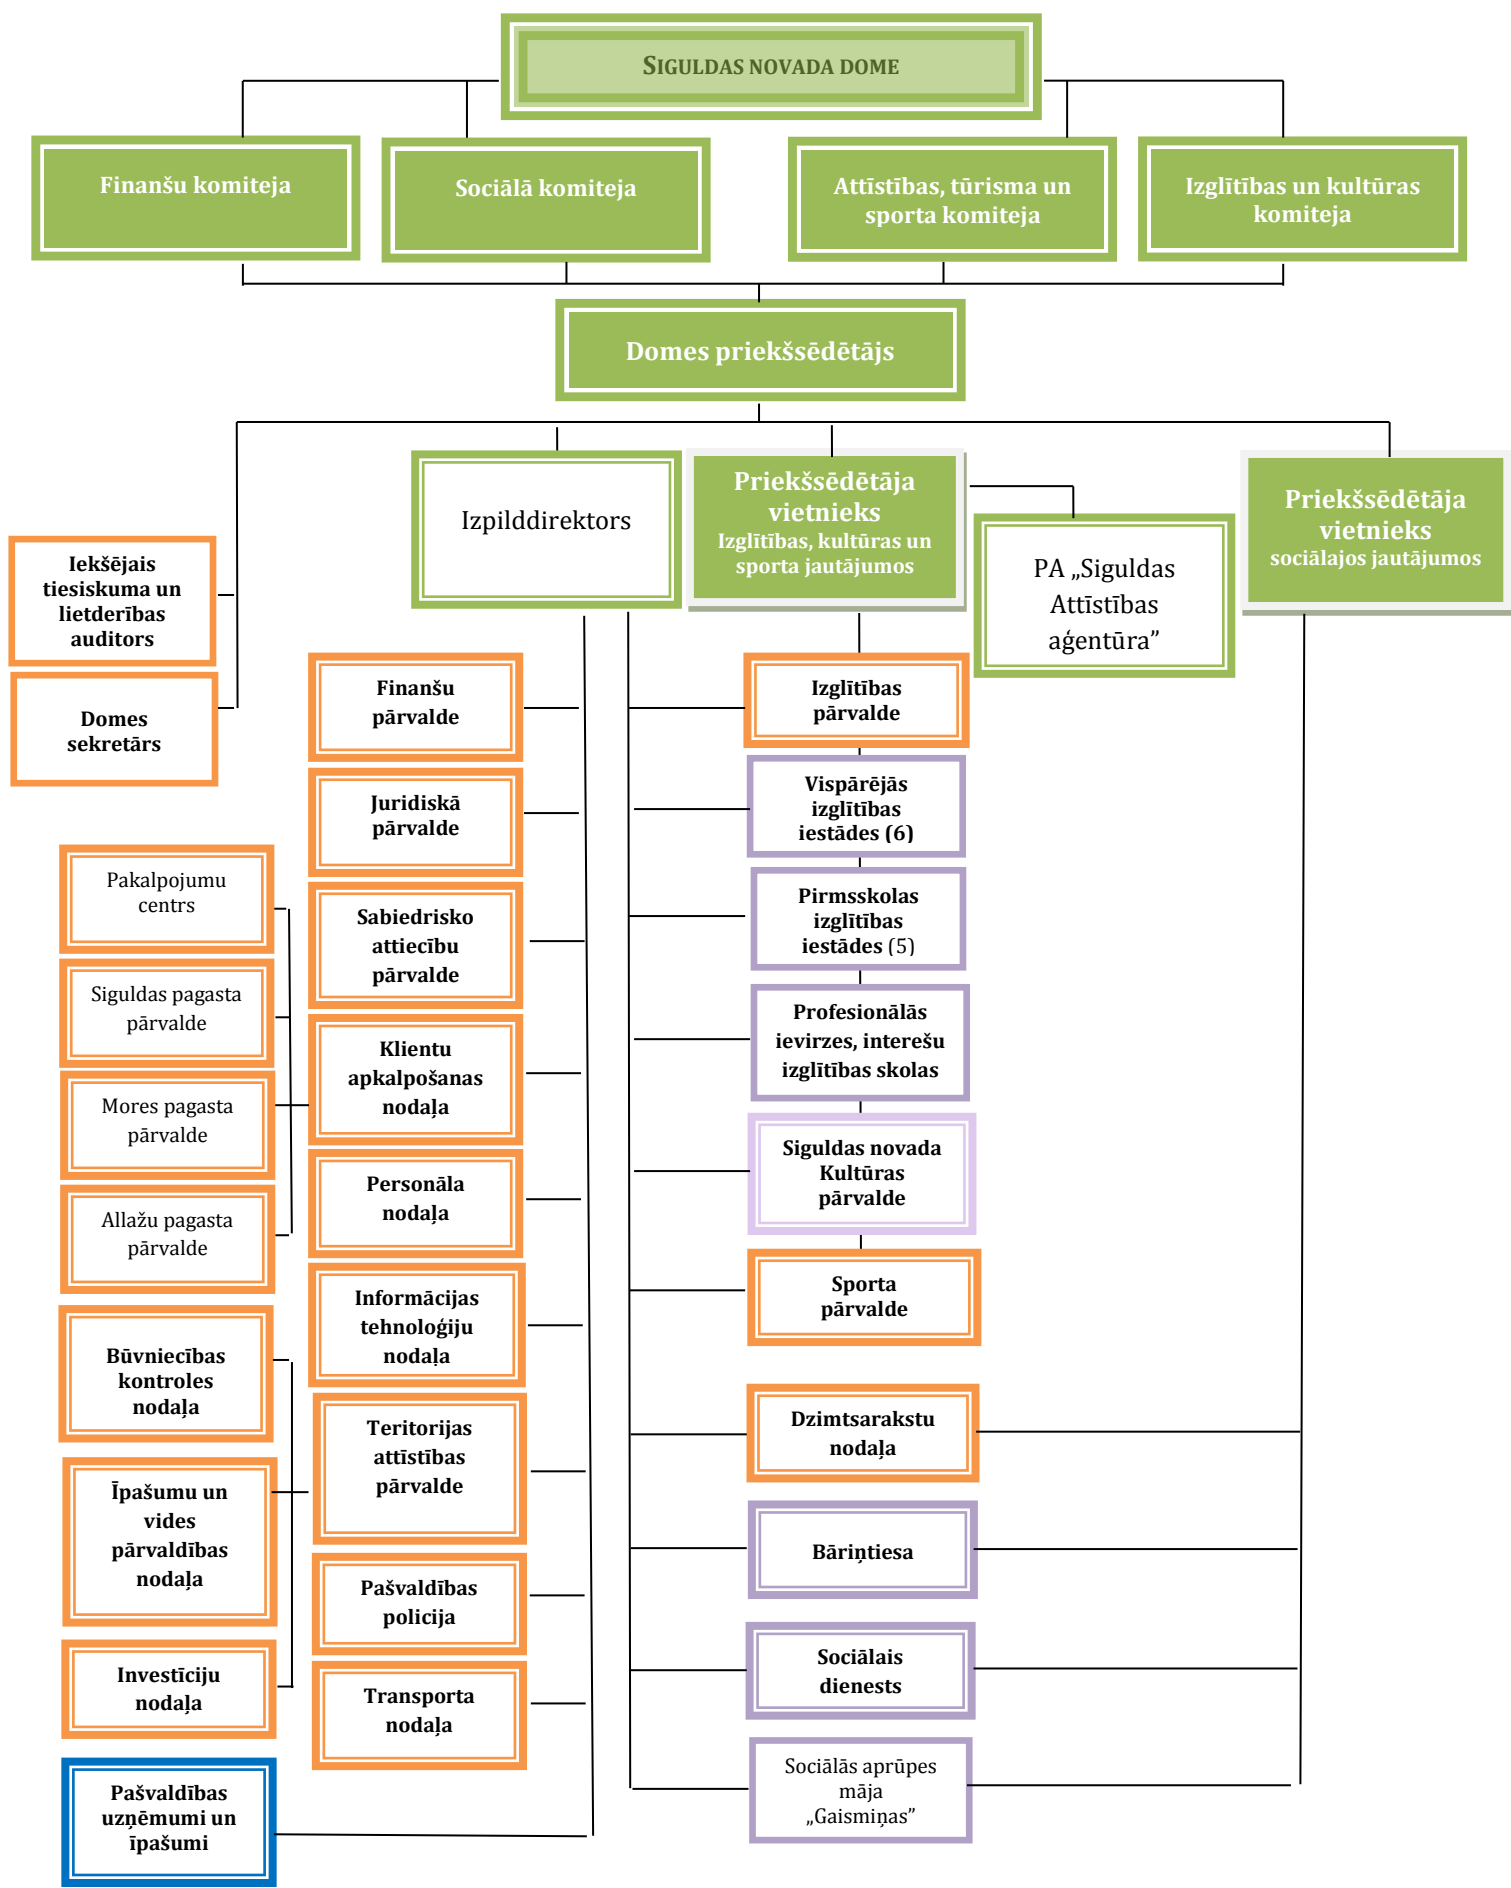 SIGULDAS NOVADA DOME
Finanšu komiteja
Sociālā komiteja
Attīstības, tūrisma un
sporta komiteja
Izglītības un kultūras
komiteja
Domes priekšsēdētājs
Izpilddirektors
Priekšsēdētāja
vietnieks
Izglītības, kultūras un
sporta jautājumos
PA „Siguldas
Attīstības
aģentūra”
Priekšsēdētāja
vietnieks
sociālajos jautājumos
Iekšējais
tiesiskuma un
lietderības
auditors
Domes
sekretārs
Finanšu
pārvalde
Juridiskā
pārvalde
Sabiedrisko
attiecību
pārvalde
Klientu
apkalpošanas
nodaļa
Personāla
nodaļa
Informācijas
tehnoloģiju
nodaļa
Teritorijas
attīstības
pārvalde
Pašvaldības
policija
Transporta
nodaļa
Pakalpojumu
centrs
Siguldas pagasta
pārvalde
Mores pagasta
pārvalde
Allažu pagasta
pārvalde
Būvniecības
kontroles
nodaļa
Īpašumu un
vides
pārvaldības
nodaļa
Investīciju
nodaļa
Pašvaldības
uzņēmumi un
īpašumi
Izglītības
pārvalde
Vispārējās
izglītības
iestādes (6)
Pirmsskolas
izglītības
iestādes (5)
Profesionālās
ievirzes, interešu
izglītības skolas
Siguldas novada
Kultūras
pārvalde
Sporta
pārvalde
Dzimtsarakstu
nodaļa
Bāriņtiesa
Sociālais
dienests
Sociālās aprūpes
māja
„Gaismiņas”